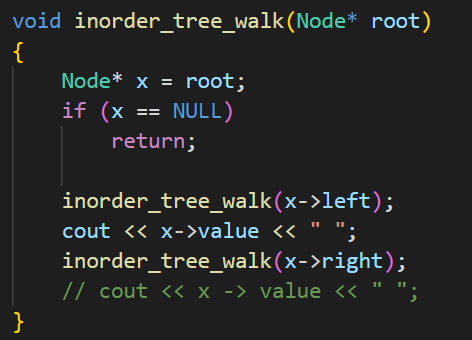 void inorder_tree_walk(Node* root)
{
    Node* x = root;
    if (x == NULL)
        return;

    inorder_tree_walk(x->left);
    cout << x->value << " ";
    inorder_tree_walk(x->right);
    // cout << x -> value << " ";
}